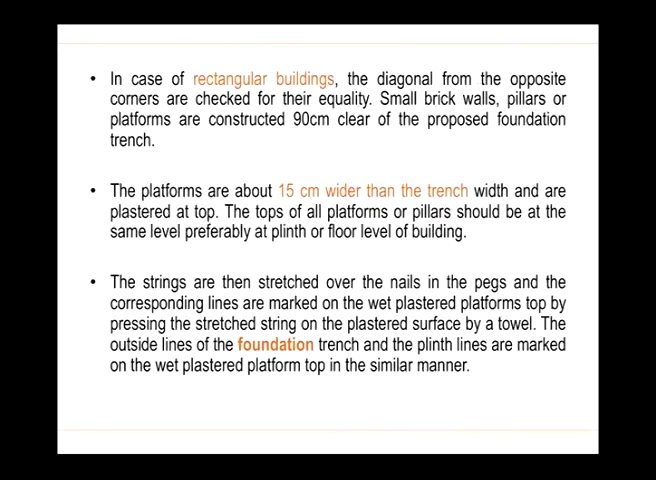 • In case of rectangular buildings, the diagonal from the opposite
corners are checked for their equality. Small brick walls, pillars or
platforms are constructed 90cm clear of the proposed foundation
trench.
• The platforms are about 15 cm wider than the trench width and are
plastered at top. The tops of all platforms or pillars should be at the
same level preferably at plinth or floor level of building.
• The strings are then stretched over the nails in the pegs and the
corresponding lines are marked on the wet plastered platforms top by
pressing the stretched string on the plastered surface by a towel. The
outside lines of the foundation trench and the plinth lines are marked
on the wet plastered platform top in the similar manner.